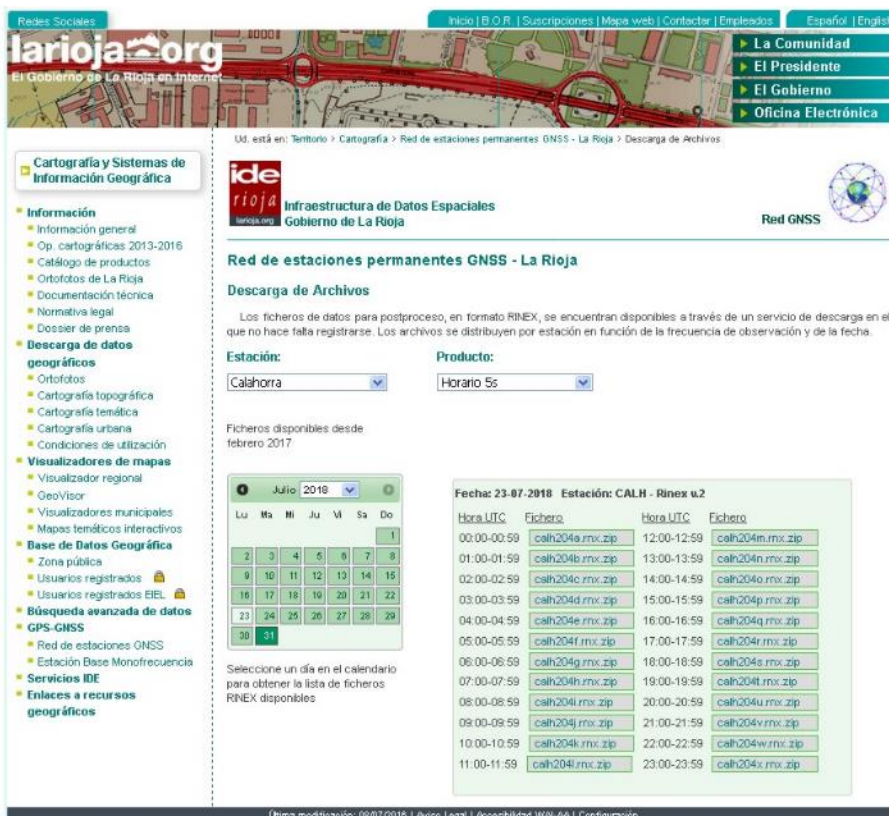 Redes Sociales
Inicio | B.O.R. | Suscripciones | Mapa web | Contactar | Empleados
Español | English
larioja.org
El Gobierno de La Rioja en Internet
La Comunidad
El Presidente
El Gobierno
Oficina Electrónica
Ud. está en: Territorio > Cartografía > Red de estaciones permanentes GNSS - La Rioja > Descarga de Archivos
Cartografía y Sistemas de
Información Geográfica
Información
Información general
Op. cartográficas 2013-2016
Catálogo de productos
Ortofotos de La Rioja
Documentación técnica
Normativa legal
Dossier de prensa
Descarga de datos
geográficos
Ortofotos
Cartografía topográfica
Cartografía temática
Cartografía urbana
Condiciones de utilización
Visualizadores de mapas
Visualizador regional
GeoVisor
Visualizadores municipales
Mapas temáticos interactivos
Base de Datos Geográfica
Zona pública
Usuarios registrados
Usuarios registrados EIEL
Búsqueda avanzada de datos
GPS-GNSS
Red de estaciones GNSS
Estación Base Monofrecuencia
Servicios IDE
Enlaces a recursos
geográficos
ide
rioja
larioja.org
Infraestructura de Datos Espaciales
Gobierno de La Rioja
Red GNSS
Red de estaciones permanentes GNSS - La Rioja
Descarga de Archivos
Los ficheros de datos para postproceso, en formato RINEX, se encuentran disponibles a través de un servicio de descarga en el
que no hace falta registrarse. Los archivos se distribuyen por estación en función de la frecuencia de observación y de la fecha.
Estación: Producto:
Calahorra Horario 5s
Ficheros disponibles desde
febrero 2017
Julio 2018
Lu Ma Mi Ju Vi Sa Do
1
2 3 4 5 6 7 8
9 10 11 12 13 14 15
16 17 18 19 20 21 22
23 24 25 26 27 28 29
30 31
Seleccione un día en el calendario
para obtener la lista de ficheros
RINEX disponibles
Fecha: 23-07-2018 Estación: CALH - Rinex v.2
Hora UTC Fichero Hora UTC Fichero
00:00-00:59 calh204a.rnx.zip 12:00-12:59 calh204m.rnx.zip
01:00-01:59 calh204b.rnx.zip 13:00-13:59 calh204n.rnx.zip
02:00-02:59 calh204c.rnx.zip 14:00-14:59 calh204o.rnx.zip
03:00-03:59 calh204d.rnx.zip 15:00-15:59 calh204p.rnx.zip
04:00-04:59 calh204e.rnx.zip 16:00-16:59 calh204q.rnx.zip
05:00-05:59 calh204f.rnx.zip 17:00-17:59 calh204r.rnx.zip
06:00-06:59 calh204g.rnx.zip 18:00-18:59 calh204s.rnx.zip
07:00-07:59 calh204h.rnx.zip 19:00-19:59 calh204t.rnx.zip
08:00-08:59 calh204i.rnx.zip 20:00-20:59 calh204u.rnx.zip
09:00-09:59 calh204j.rnx.zip 21:00-21:59 calh204v.rnx.zip
10:00-10:59 calh204k.rnx.zip 22:00-22:59 calh204w.rnx.zip
11:00-11:59 calh204l.rnx.zip 23:00-23:59 calh204x.rnx.zip
Última modificación: 08/07/2016 | Aviso Legal | Accesibilidad WAI-AA | Configuración